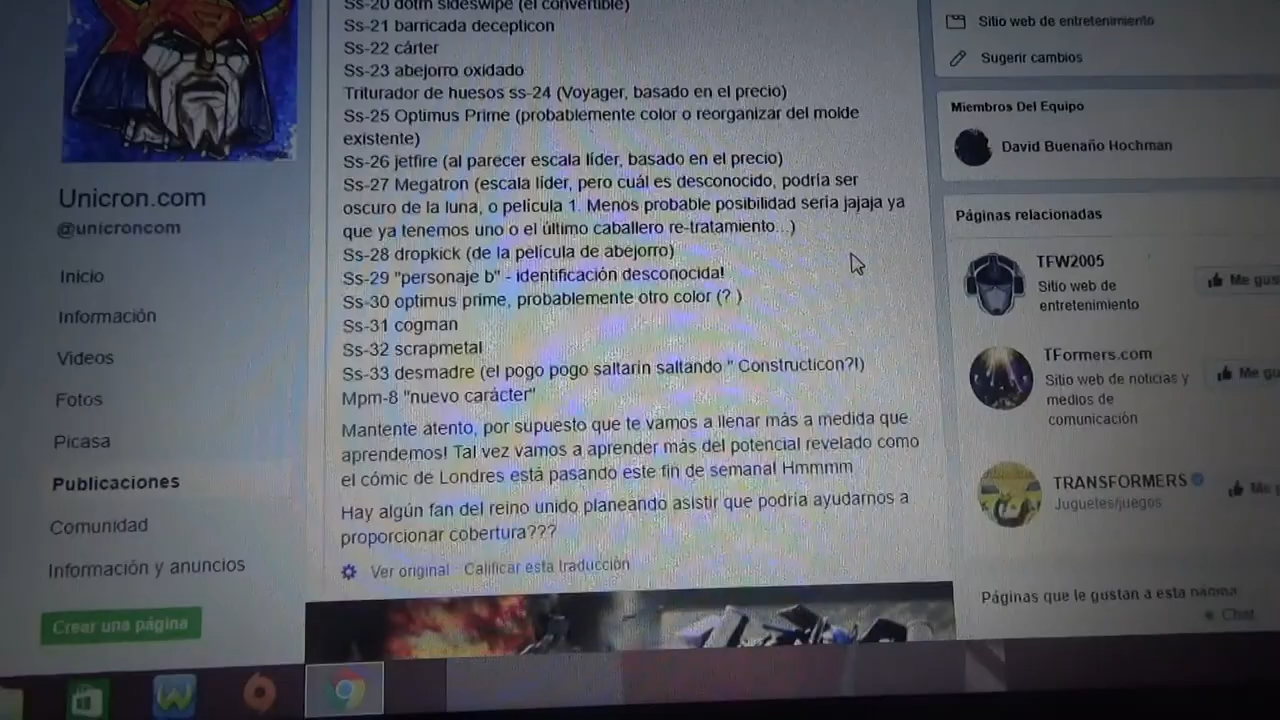 Ss-20 dotm sideswipe (el convertible)
Ss-21 barricada decepticon
Ss-22 cárter
Ss-23 abejorro oxidado
Triturador de huesos ss-24 (Voyager, basado en el precio)
Ss-25 Optimus Prime (probablemente color o reorganizar del molde
existente)
Ss-26 jetfire (al parecer escala líder, basado en el precio)
Ss-27 Megatron (escala líder, pero cuál es desconocido, podría ser
oscuro de la luna, o película 1. Menos probable posibilidad sería jajaja ya
que ya tenemos uno o el último caballero re-tratamiento...)
Ss-28 dropkick (de la película de abejorro)
Ss-29 "personaje b" - identificación desconocida!
Ss-30 optimus prime, probablemente otro color (? )
Ss-31 cogman
Ss-32 scrapmetal
Ss-33 desmadre (el pogo pogo saltarin saltando " Constructicon?!)
Mpm-8 "nuevo carácter"
Mantente atento, por supuesto que te vamos a llenar más a medida que
aprendemos! Tal vez vamos a aprender más del potencial revelado como
el cómic de Londres está pasando este fin de semana! Hmmmm
Hay algún fan del reino unido planeando asistir que podría ayudarnos a
proporcionar cobertura???
Ver original · Calificar esta traducción
Unicron.com
@unicroncom
Inicio
Información
Videos
Fotos
Picasa
Publicaciones
Comunidad
Información y anuncios
Crear una página
Sitio web de entretenimiento
Sugerir cambios
Miembros Del Equipo
David Buenaño Hochman
Páginas relacionadas
TFW2005
Sitio web de
entretenimiento
Me gus
TFormers.com
Sitio web de noticias y
medios de
comunicación
Me gu
TRANSFORMERS
Juguetes/juegos
Me g
Páginas que le gustan a esta página
Chat